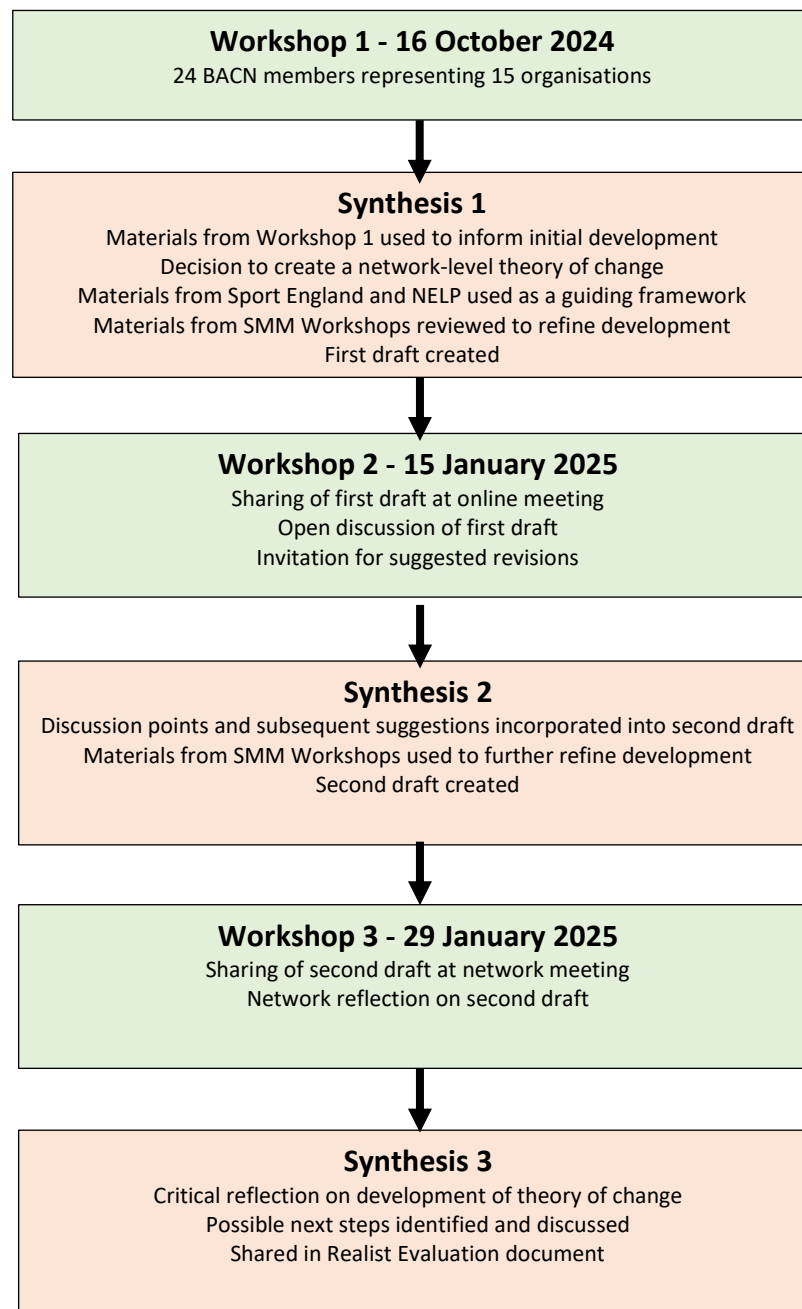 Workshop 1 - 16 October 2024
24 BACN members representing 15 organisations
Synthesis 1
Materials from Workshop 1 used to inform initial development
Decision to create a network-level theory of change
Materials from Sport England and NELP used as a guiding framework
Materials from SMM Workshops reviewed to refine development
First draft created
Workshop 2 - 15 January 2025
Sharing of first draft at online meeting
Open discussion of first draft
Invitation for suggested revisions
Synthesis 2
Discussion points and subsequent suggestions incorporated into second draft
Materials from SMM Workshops used to further refine development
Second draft created
Workshop 3 - 29 January 2025
Sharing of second draft at network meeting
Network reflection on second draft
Synthesis 3
Critical reflection on development of theory of change
Possible next steps identified and discussed
Shared in Realist Evaluation document